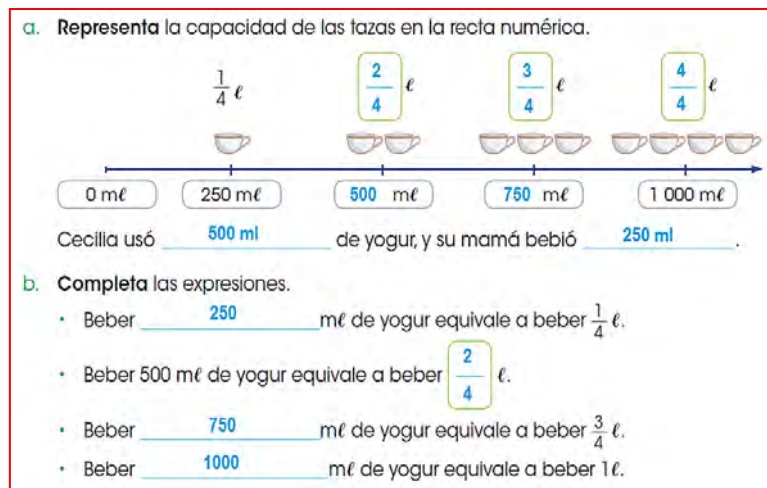 a. Representa la capacidad de las tazas en la recta numérica.
1/4 ℓ 2/4 ℓ 3/4 ℓ 4/4 ℓ
0 mℓ 250 mℓ 500 mℓ 750 mℓ 1 000 mℓ
Cecilia usó 500 ml de yogur, y su mamá bebió 250 ml.
b. Completa las expresiones.
• Beber 250 mℓ de yogur equivale a beber 1/4 ℓ.
• Beber 500 mℓ de yogur equivale a beber 2/4 ℓ.
• Beber 750 mℓ de yogur equivale a beber 3/4 ℓ.
• Beber 1000 mℓ de yogur equivale a beber 1ℓ.